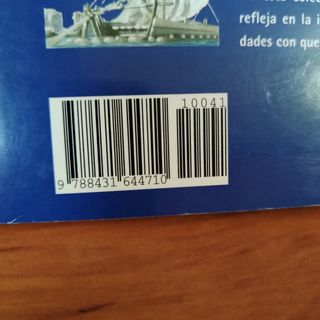 refleja en la i
dades con que
10041
9 788431 644710